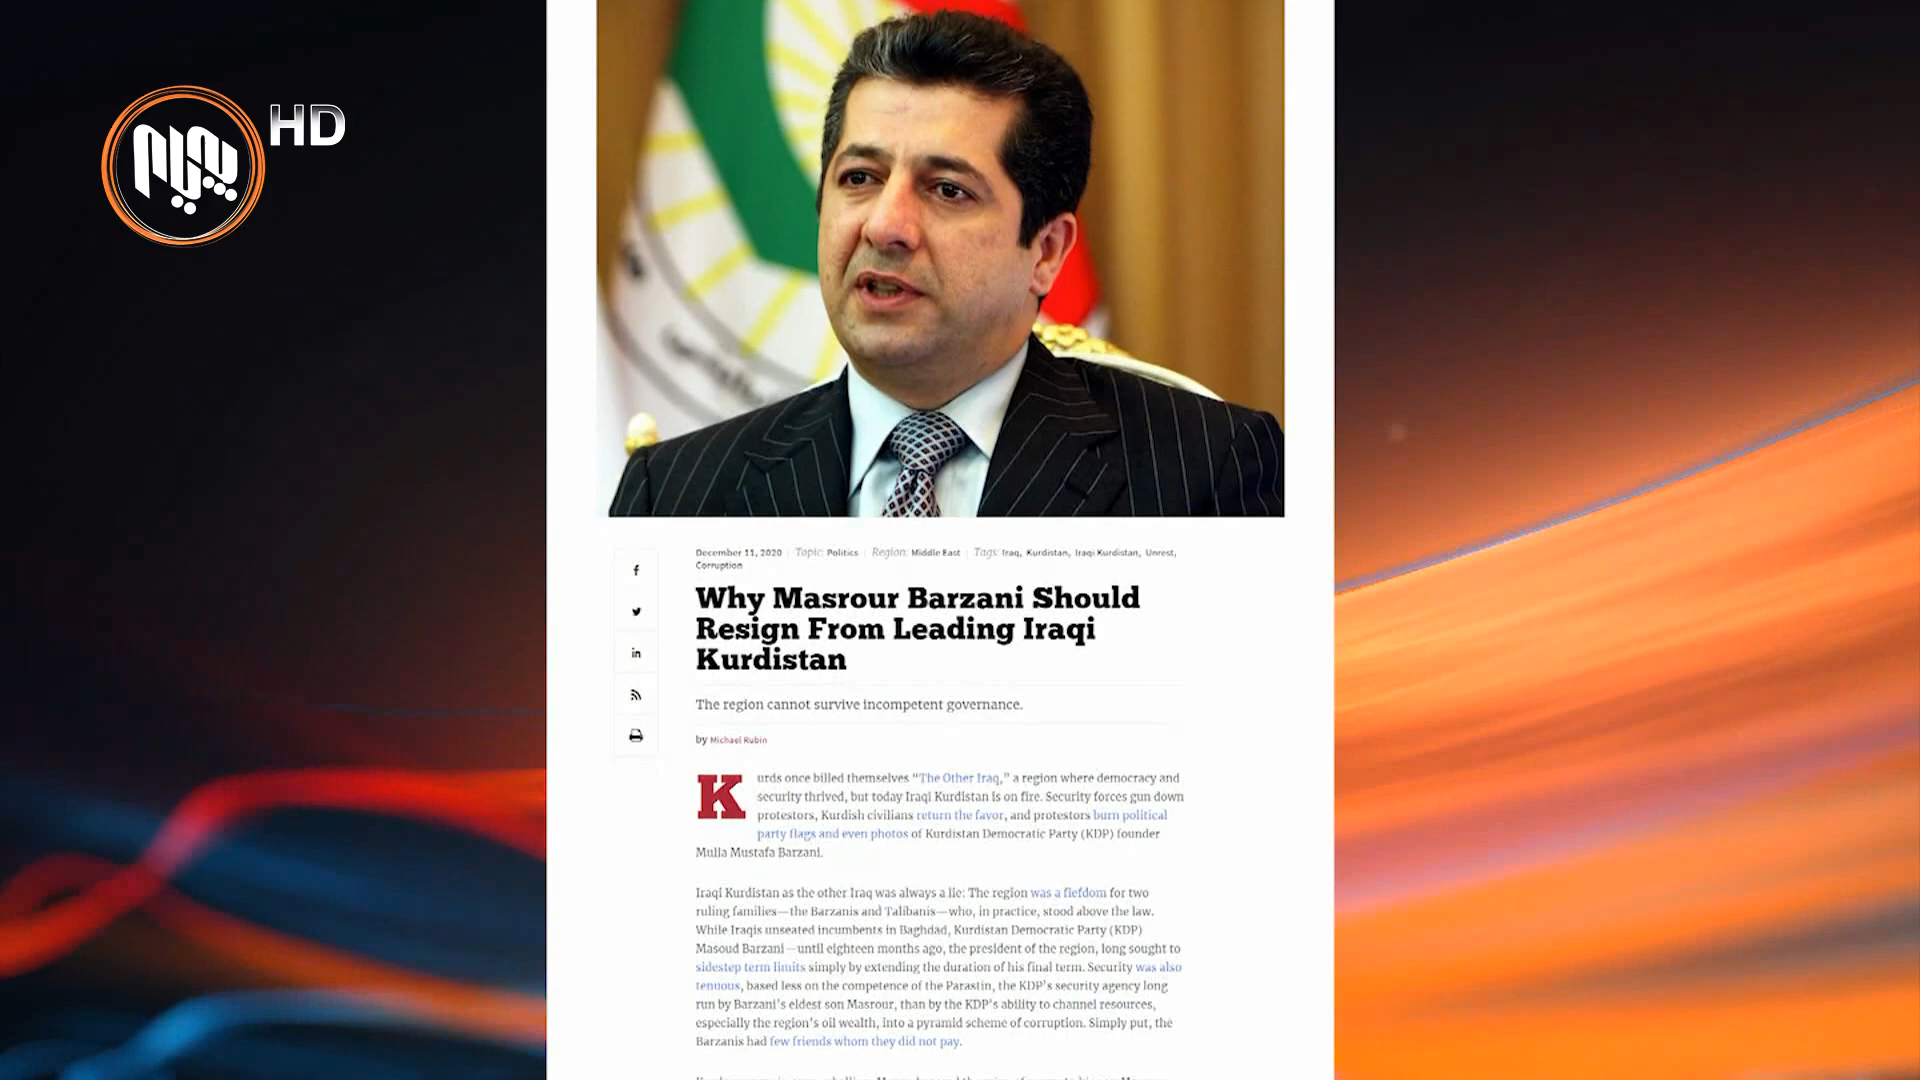 پەیام
HD
December 11, 2020 | Topic: Politics | Region: Middle East | Tags: Iraq, Kurdistan, Iraqi Kurdistan, Unrest,
Corruption
Why Masrour Barzani Should
Resign From Leading Iraqi
Kurdistan
The region cannot survive incompetent governance.
by Michael Rubin
Kurds once billed themselves “The Other Iraq,” a region where democracy and
security thrived, but today Iraqi Kurdistan is on fire. Security forces gun down
protestors, Kurdish civilians return the favor, and protestors burn political
party flags and even photos of Kurdistan Democratic Party (KDP) founder
Mulla Mustafa Barzani.
Iraqi Kurdistan as the other Iraq was always a lie: The region was a fiefdom for two
ruling families—the Barzanis and Talibanis—who, in practice, stood above the law.
While Iraqis unseated incumbents in Baghdad, Kurdistan Democratic Party (KDP)
Masoud Barzani—until eighteen months ago, the president of the region, long sought to
sidestep term limits simply by extending the duration of his final term. Security was also
tenuous, based less on the competence of the Parastin, the KDP's security agency long
run by Barzani's eldest son Masrour, than by the KDP's ability to channel resources,
especially the region's oil wealth, into a pyramid scheme of corruption. Simply put, the
Barzanis had few friends whom they did not pay.